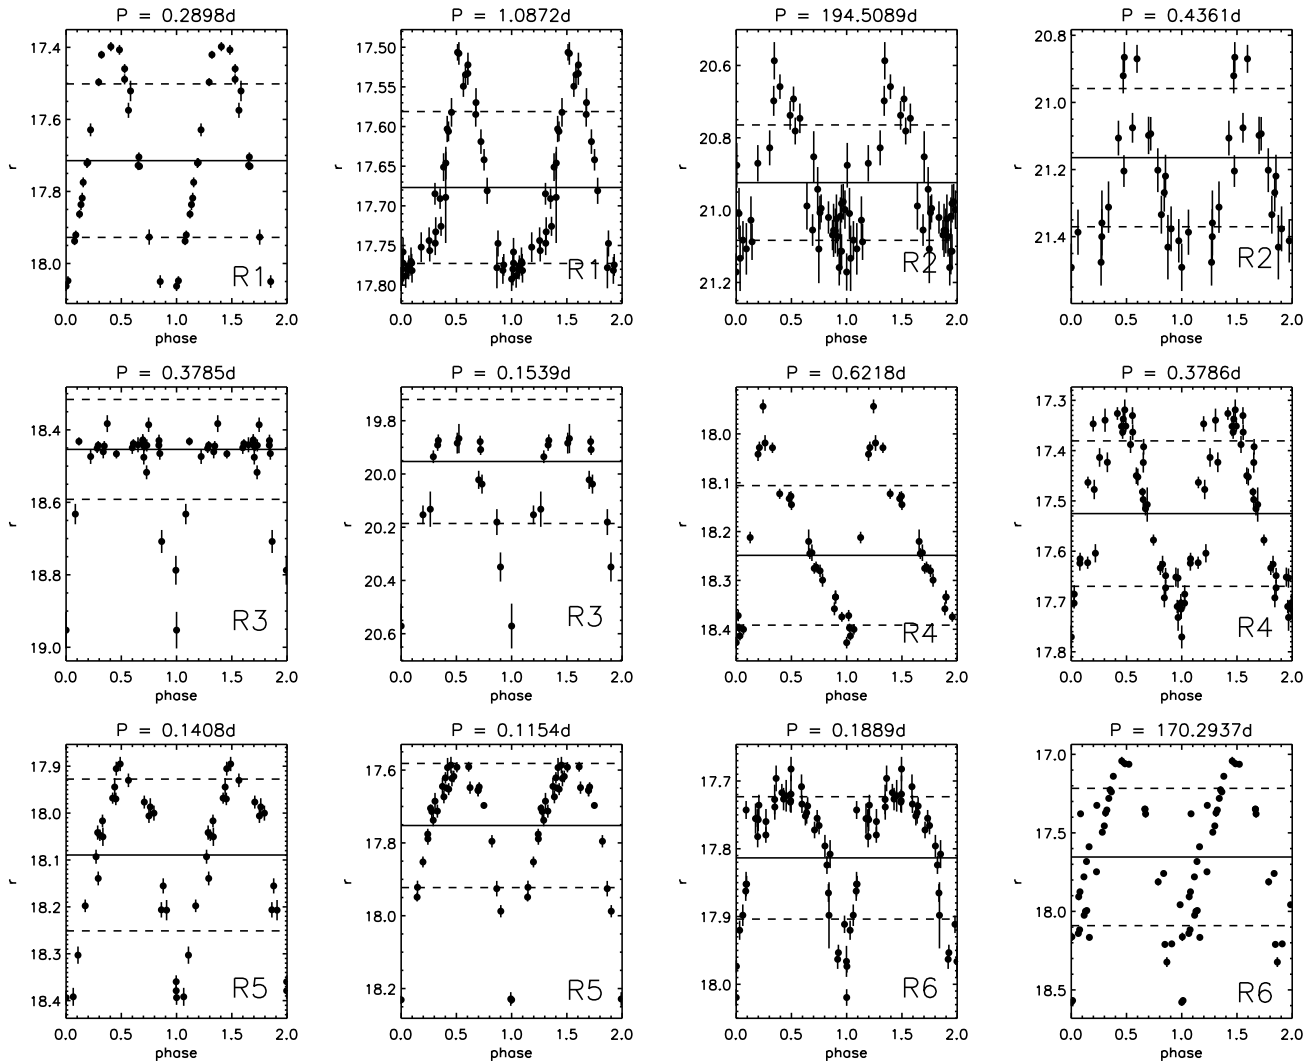 P = 0.2898d
P = 1.0872d
P = 194.5089d
P = 0.4361d
17.4
17.6
17.8
18.0
r
R1
0.0 0.5 1.0 1.5 2.0
phase
17.50
17.55
17.60
17.65
17.70
17.75
17.80
r
R1
0.0 0.5 1.0 1.5 2.0
phase
20.6
20.8
21.0
21.2
r
R2
0.0 0.5 1.0 1.5 2.0
phase
20.8
21.0
21.2
21.4
r
R2
0.0 0.5 1.0 1.5 2.0
phase
P = 0.3785d
P = 0.1539d
P = 0.6218d
P = 0.3786d
18.4
18.6
18.8
19.0
r
R3
0.0 0.5 1.0 1.5 2.0
phase
19.8
20.0
20.2
20.4
20.6
r
R3
0.0 0.5 1.0 1.5 2.0
phase
18.0
18.1
18.2
18.3
18.4
r
R4
0.0 0.5 1.0 1.5 2.0
phase
17.3
17.4
17.5
17.6
17.7
17.8
r
R4
0.0 0.5 1.0 1.5 2.0
phase
P = 0.1408d
P = 0.1154d
P = 0.1889d
P = 170.2937d
17.9
18.0
18.1
18.2
18.3
18.4
r
R5
0.0 0.5 1.0 1.5 2.0
phase
17.6
17.8
18.0
18.2
r
R5
0.0 0.5 1.0 1.5 2.0
phase
17.7
17.8
17.9
18.0
r
R6
0.0 0.5 1.0 1.5 2.0
phase
17.0
17.5
18.0
18.5
r
R6
0.0 0.5 1.0 1.5 2.0
phase